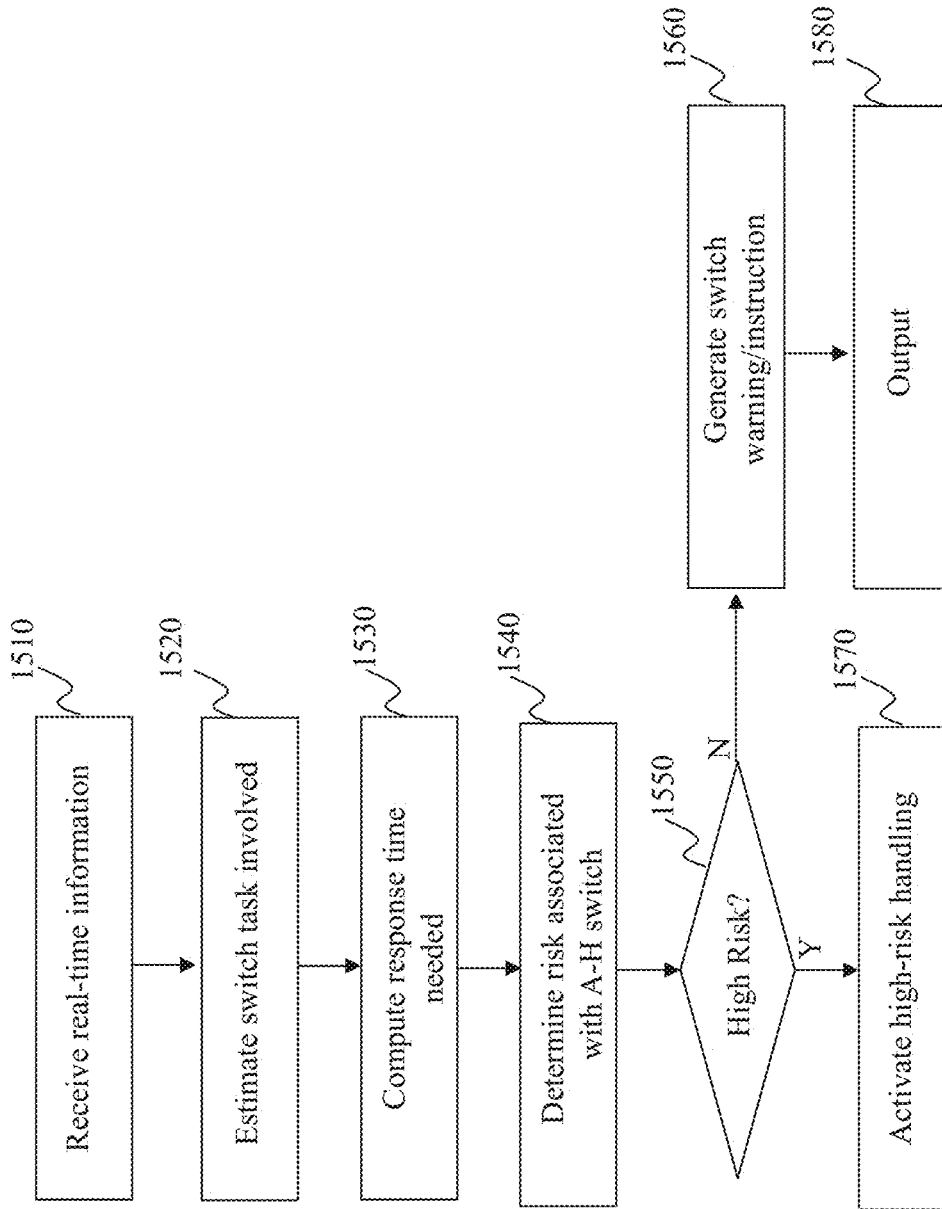 1510
Receive real-time information
1520
Estimate switch task involved
1530
Compute response time
needed
1540
Determine risk associated
with A-H switch
1550
High Risk?
N
Y
1560
Generate switch
warning/instruction
1570
Activate high-risk handling
1580
Output